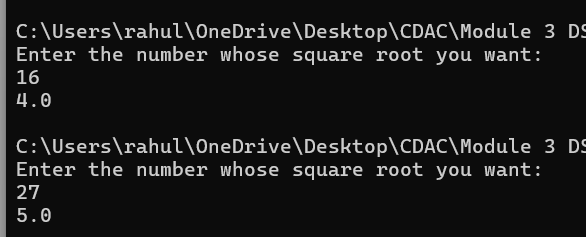 C:\Users\rahul\OneDrive\Desktop\CDAC\Module 3 DS
Enter the number whose square root you want:
16
4.0
C:\Users\rahul\OneDrive\Desktop\CDAC\Module 3 DS
Enter the number whose square root you want:
27
5.0